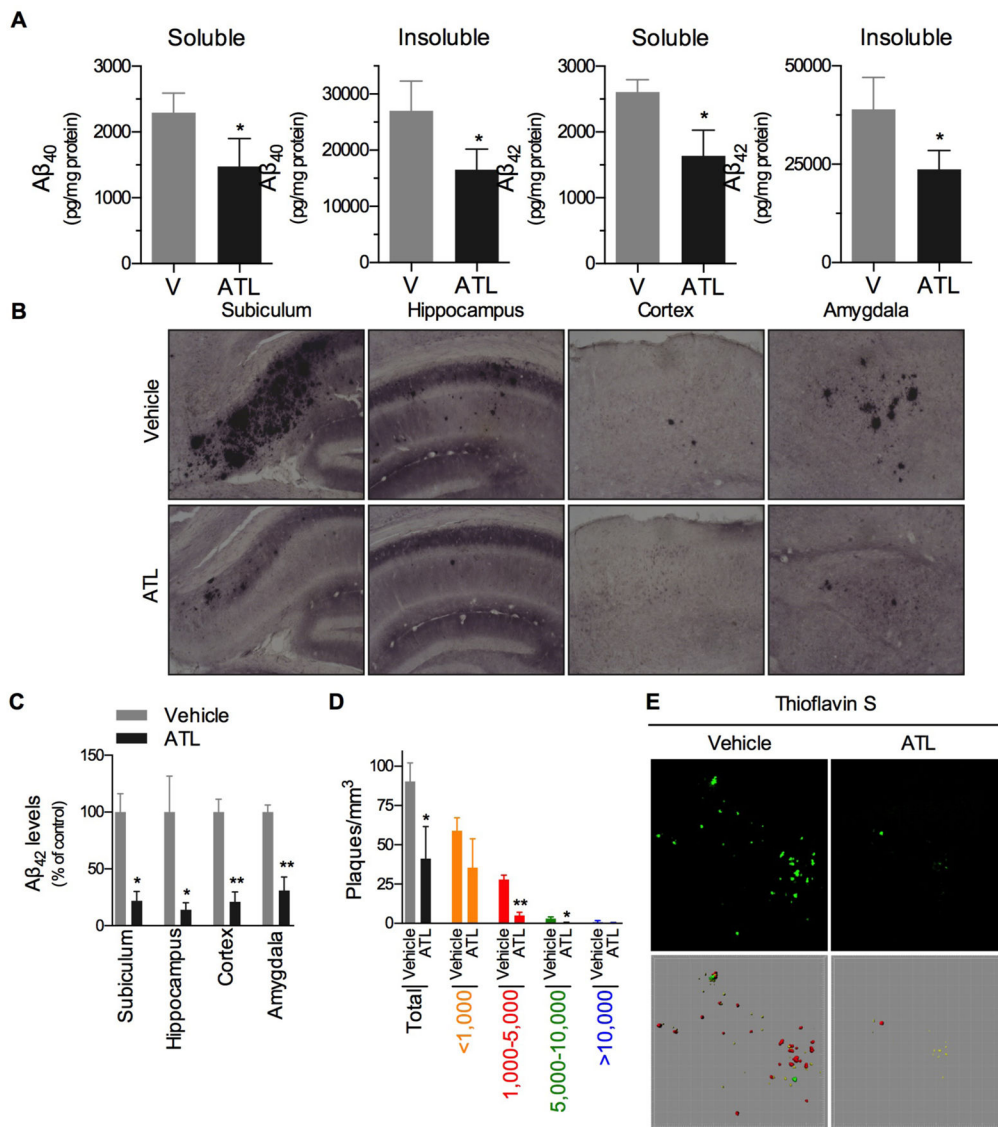 A
Soluble
Insoluble
Soluble
Insoluble
Aβ40
(pg/mg protein)
3000
2000
1000
0
V
ATL
*
Aβ40
(pg/mg protein)
30000
20000
10000
0
V
ATL
*
Aβ42
(pg/mg protein)
3000
2000
1000
0
V
ATL
*
Aβ42
(pg/mg protein)
50000
25000
0
V
ATL
*
B
Subiculum
Hippocampus
Cortex
Amygdala
Vehicle
ATL
C
Vehicle
ATL
Aβ42 levels
(% of control)
150
100
50
0
*
*
**
**
Subiculum
Hippocampus
Cortex
Amygdala
D
Plaques/mm³
100
75
50
25
0
*
**
*
Vehicle
ATL
Vehicle
ATL
Vehicle
ATL
Vehicle
ATL
Vehicle
ATL
Total
<1,000
1,000-5,000
5,000-10,000
>10,000
E
Thioflavin S
Vehicle
ATL